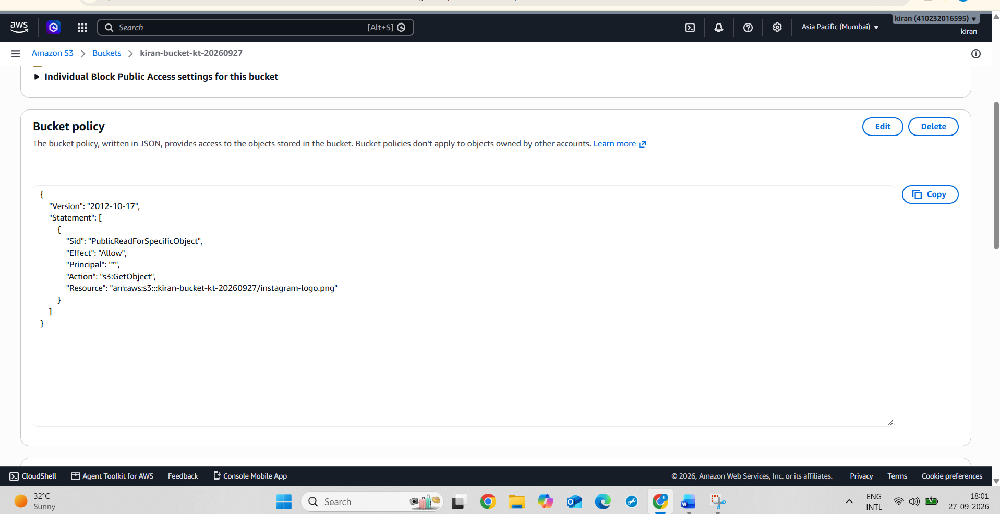 aws
Search [Alt+S]
Asia Pacific (Mumbai)
kiran (410232016595)
kiran
Amazon S3
Buckets
kiran-bucket-kt-20260927
Individual Block Public Access settings for this bucket
Bucket policy
Edit
Delete
The bucket policy, written in JSON, provides access to the objects stored in the bucket. Bucket policies don't apply to objects owned by other accounts. Learn more
Copy
{
"Version": "2012-10-17",
"Statement": [
{
"Sid": "PublicReadForSpecificObject",
"Effect": "Allow",
"Principal": "*",
"Action": "s3:GetObject",
"Resource": "arn:aws:s3:::kiran-bucket-kt-20260927/instagram-logo.png"
}
]
}
CloudShell
Agent Toolkit for AWS
Feedback
Console Mobile App
© 2026, Amazon Web Services, Inc. or its affiliates.
Privacy
Terms
Cookie preferences
32°C
Sunny
Search
ENG
INTL
18:01
27-09-2026